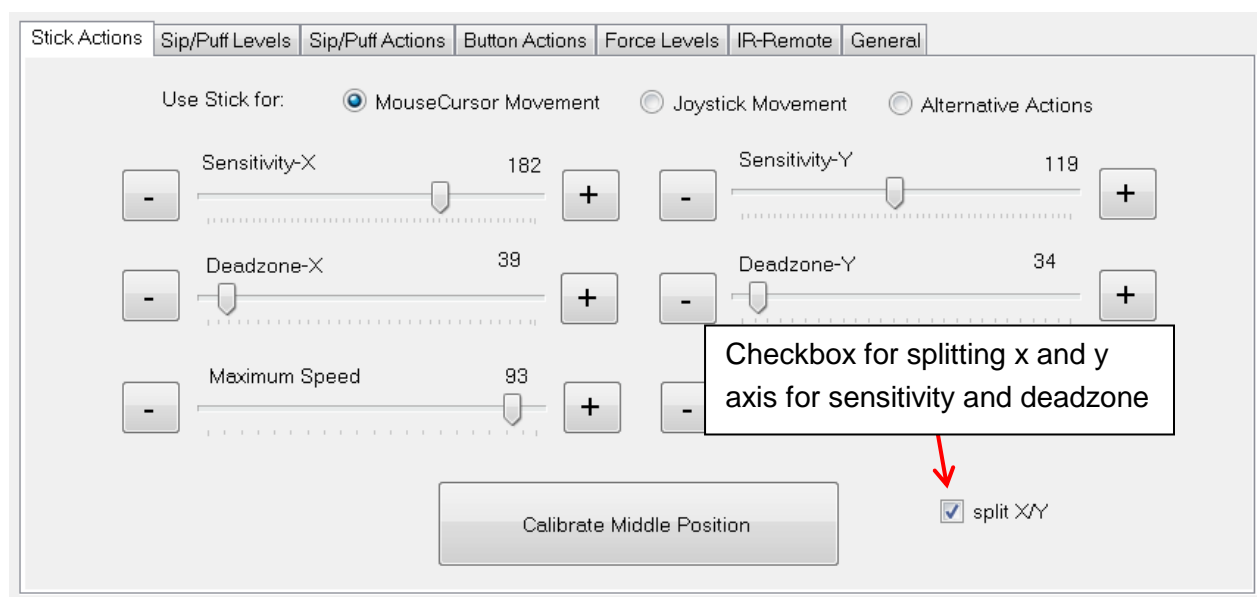 Stick Actions Sip/Puff Levels Sip/Puff Actions Button Actions Force Levels IR-Remote General
Use Stick for: MouseCursor Movement Joystick Movement Alternative Actions
Sensitivity-X 182 Sensitivity-Y 119
- + - +
Deadzone-X 39 Deadzone-Y 34
- + - +
Checkbox for splitting x and y
axis for sensitivity and deadzone
Maximum Speed 93
- + -
Calibrate Middle Position
split X/Y